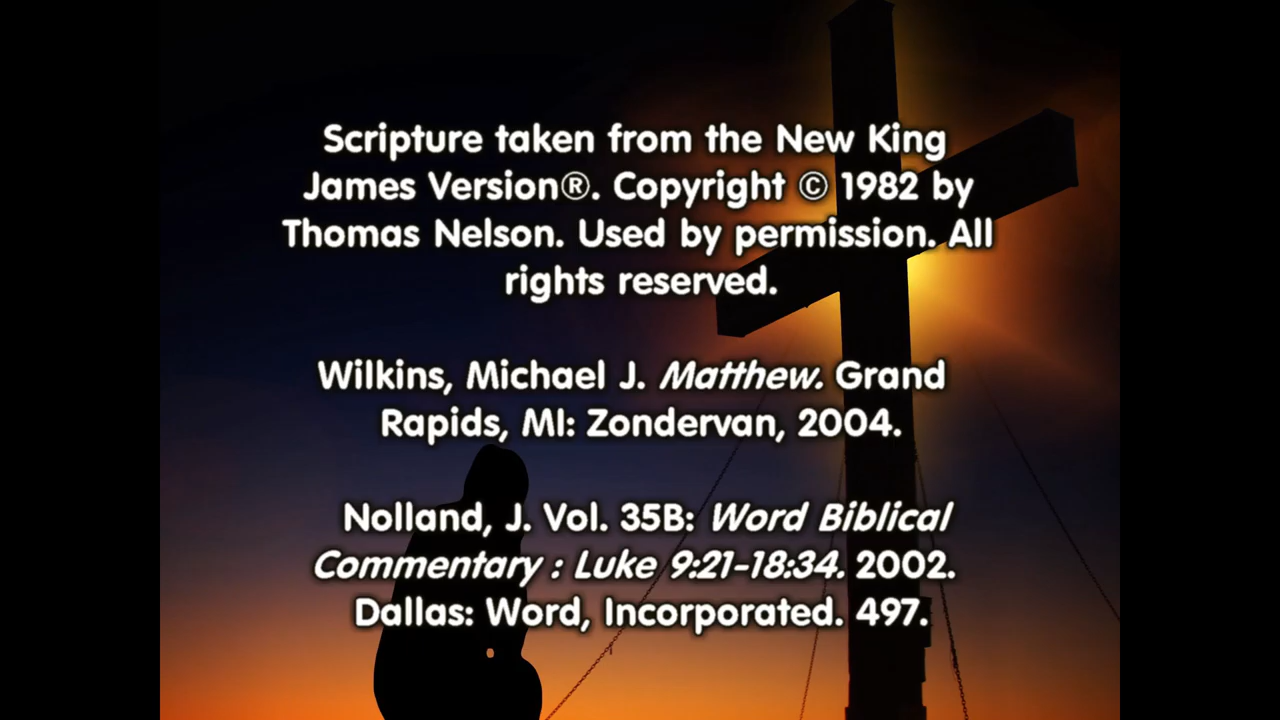 Scripture taken from the New King
James Version®. Copyright © 1982 by
Thomas Nelson. Used by permission. All
rights reserved.
Wilkins, Michael J. Matthew. Grand
Rapids, MI: Zondervan, 2004.
Nolland, J. Vol. 35B: Word Biblical
Commentary : Luke 9:21-18:34. 2002.
Dallas: Word, Incorporated. 497.